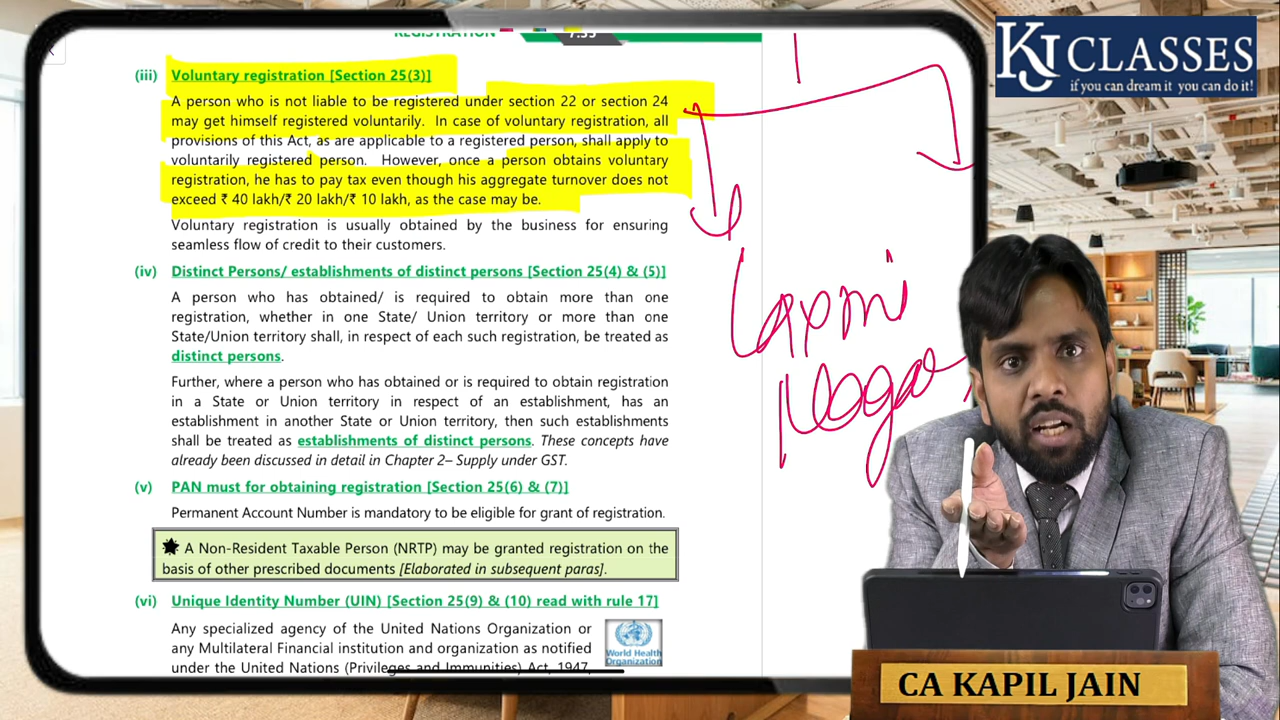 REGISTRATION
7.35
(iii) Voluntary registration [Section 25(3)]
A person who is not liable to be registered under section 22 or section 24
may get himself registered voluntarily. In case of voluntary registration, all
provisions of this Act, as are applicable to a registered person, shall apply to
voluntarily registered person. However, once a person obtains voluntary
registration, he has to pay tax even though his aggregate turnover does not
exceed ₹ 40 lakh/₹ 20 lakh/₹ 10 lakh, as the case may be.
Voluntary registration is usually obtained by the business for ensuring
seamless flow of credit to their customers.
(iv) Distinct Persons/ establishments of distinct persons [Section 25(4) & (5)]
A person who has obtained/ is required to obtain more than one
registration, whether in one State/ Union territory or more than one
State/Union territory shall, in respect of each such registration, be treated as
distinct persons.
Further, where a person who has obtained or is required to obtain registration
in a State or Union territory in respect of an establishment, has an
establishment in another State or Union territory, then such establishments
shall be treated as establishments of distinct persons. These concepts have
already been discussed in detail in Chapter 2– Supply under GST.
(v) PAN must for obtaining registration [Section 25(6) & (7)]
Permanent Account Number is mandatory to be eligible for grant of registration.
A Non-Resident Taxable Person (NRTP) may be granted registration on the
basis of other prescribed documents [Elaborated in subsequent paras].
(vi) Unique Identity Number (UIN) [Section 25(9) & (10) read with rule 17]
Any specialized agency of the United Nations Organization or
any Multilateral Financial institution and organization as notified
under the United Nations (Privileges and Immunities) Act, 1947,
World Health
Organization
Laxmi
Nagar
KJ CLASSES
if you can dream it you can do it!
CA KAPIL JAIN